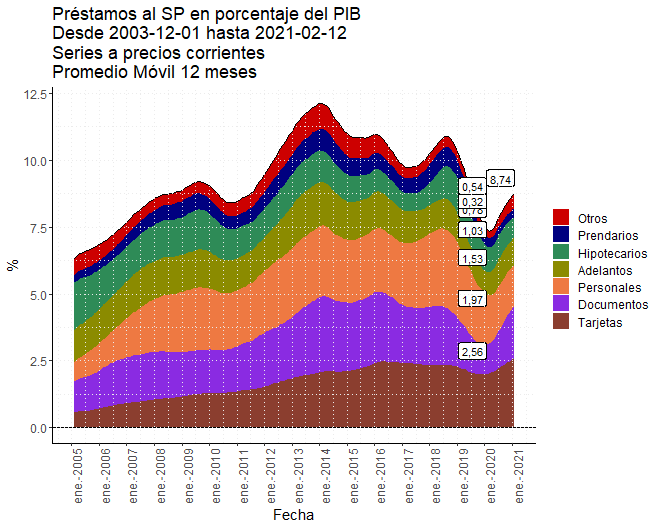 Préstamos al SP en porcentaje del PIB
Desde 2003-12-01 hasta 2021-02-12
Series a precios corrientes
Promedio Móvil 12 meses
%
12.5
10.0
7.5
5.0
2.5
0.0
8,74
0,54
0,32
0,78
1,03
1,53
1,97
2,56
Otros
Prendarios
Hipotecarios
Adelantos
Personales
Documentos
Tarjetas
ene.-2005
ene.-2006
ene.-2007
ene.-2008
ene.-2009
ene.-2010
ene.-2011
ene.-2012
ene.-2013
ene.-2014
ene.-2015
ene.-2016
ene.-2017
ene.-2018
ene.-2019
ene.-2020
ene.-2021
Fecha